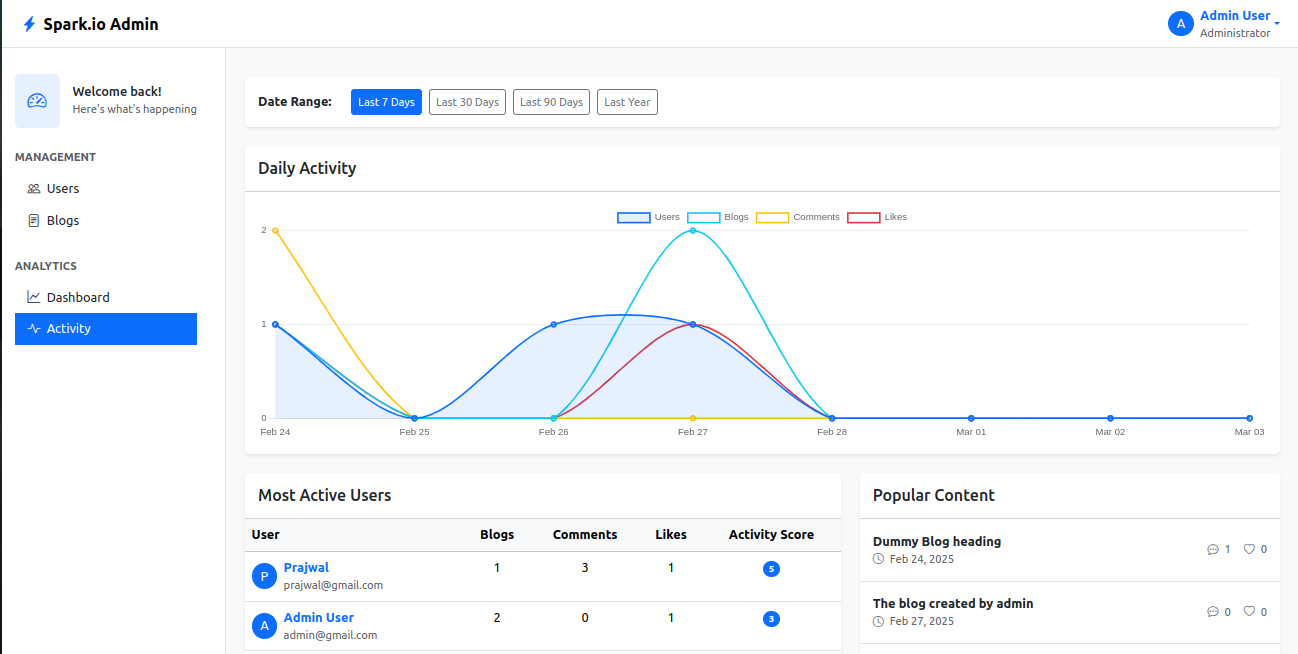 Spark.io Admin
A
Admin User
Administrator
Welcome back!
Here's what's happening
MANAGEMENT
Users
Blogs
ANALYTICS
Dashboard
Activity
Date Range: Last 7 Days Last 30 Days Last 90 Days Last Year
Daily Activity
Users Blogs Comments Likes
2
1
0
Feb 24 Feb 25 Feb 26 Feb 27 Feb 28 Mar 01 Mar 02 Mar 03
Most Active Users
User Blogs Comments Likes Activity Score
P Prajwal 1 3 1 5
prajwal@gmail.com
A Admin User 2 0 1 3
admin@gmail.com
Popular Content
Dummy Blog heading
Feb 24, 2025
1 0
The blog created by admin
Feb 27, 2025
0 0